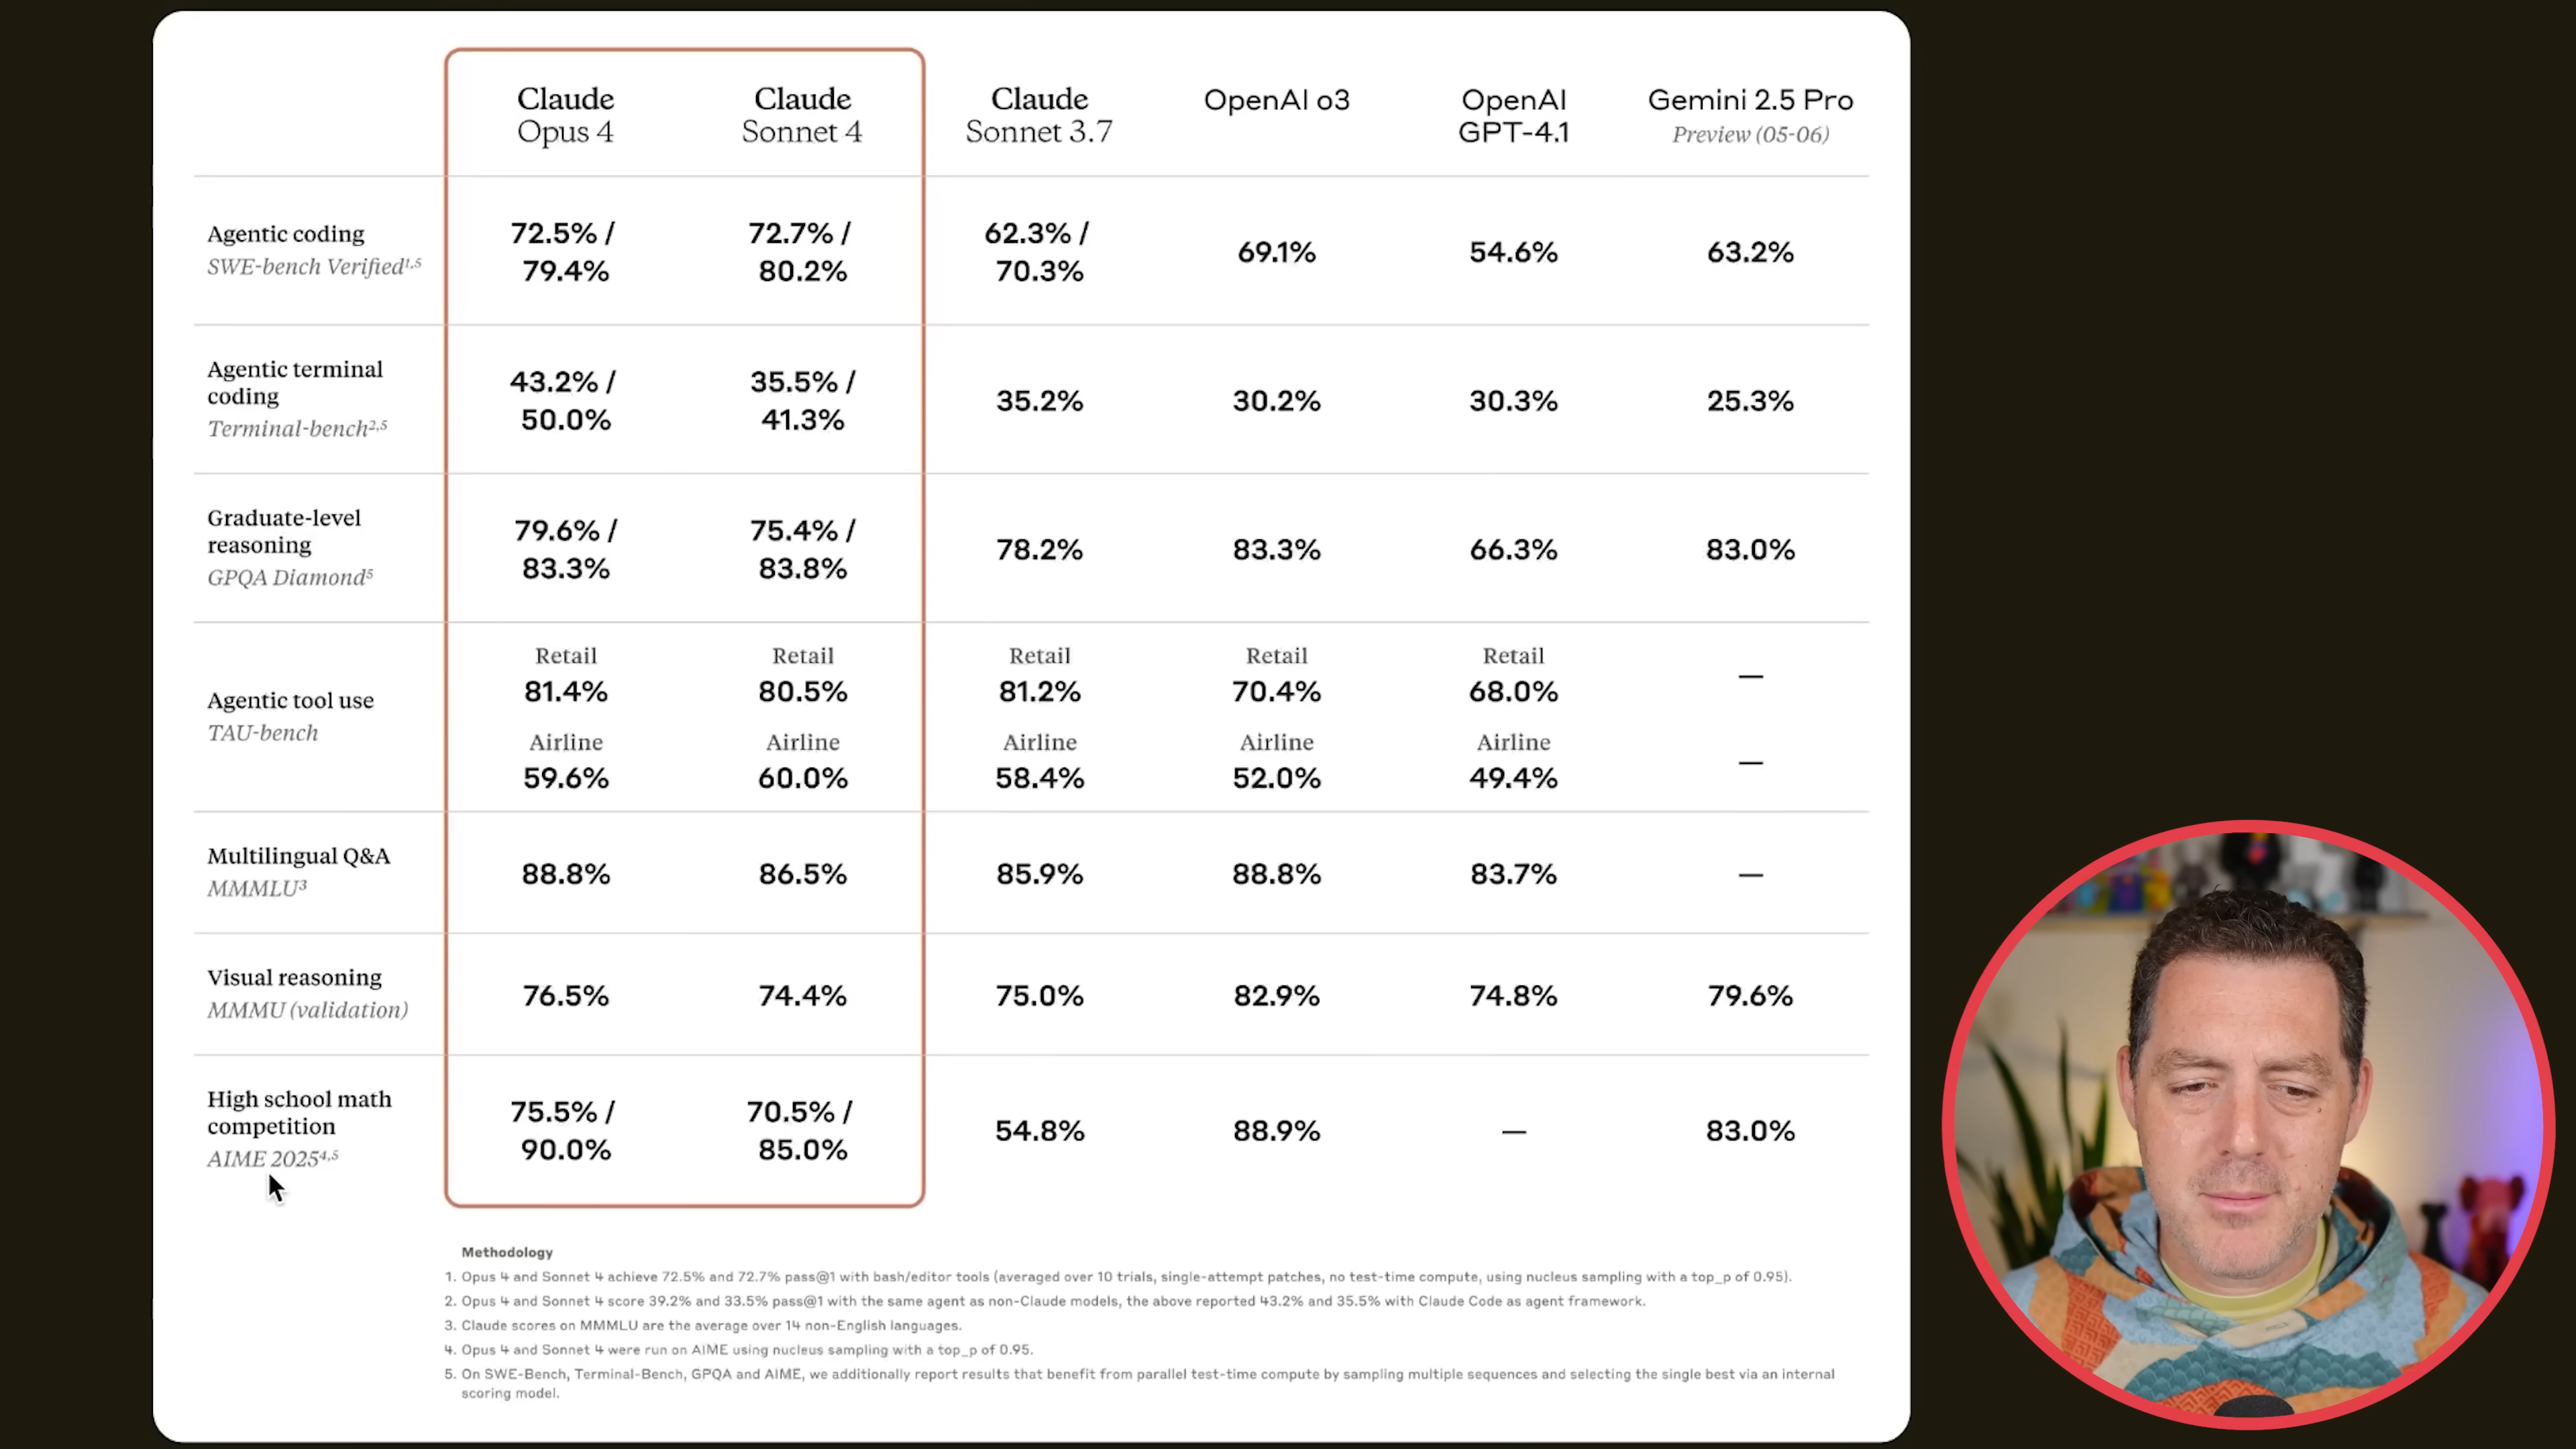 Claude
Opus 4
Claude
Sonnet 4
Claude
Sonnet 3.7
OpenAI o3
OpenAI
GPT-4.1
Gemini 2.5 Pro
Preview (05-06)
Agentic coding
SWE-bench Verified¹,⁵
72.5% /
79.4%
72.7% /
80.2%
62.3% /
70.3%
69.1%
54.6%
63.2%
Agentic terminal
coding
Terminal-bench²,⁵
43.2% /
50.0%
35.5% /
41.3%
35.2%
30.2%
30.3%
25.3%
Graduate-level
reasoning
GPQA Diamond⁵
79.6% /
83.3%
75.4% /
83.8%
78.2%
83.3%
66.3%
83.0%
Agentic tool use
TAU-bench
Retail
81.4%
Airline
59.6%
Retail
80.5%
Airline
60.0%
Retail
81.2%
Airline
58.4%
Retail
70.4%
Airline
52.0%
Retail
68.0%
Airline
49.4%
—
—
Multilingual Q&A
MMMLU³
88.8%
86.5%
85.9%
88.8%
83.7%
—
Visual reasoning
MMMU (validation)
76.5%
74.4%
75.0%
82.9%
74.8%
79.6%
High school math
competition
AIME 2025⁴,⁵
75.5% /
90.0%
70.5% /
85.0%
54.8%
88.9%
—
83.0%
Methodology
1. Opus 4 and Sonnet 4 achieve 72.5% and 72.7% pass@1 with bash/editor tools (averaged over 10 trials, single-attempt patches, no test-time compute, using nucleus sampling with a top_p of 0.95).
2. Opus 4 and Sonnet 4 score 39.2% and 33.5% pass@1 with the same agent as non-Claude models, the above reported 43.2% and 35.5% with Claude Code as agent framework.
3. Claude scores on MMMLU are the average over 14 non-English languages.
4. Opus 4 and Sonnet 4 were run on AIME using nucleus sampling with a top_p of 0.95.
5. On SWE-Bench, Terminal-Bench, GPQA and AIME, we additionally report results that benefit from parallel test-time compute by sampling multiple sequences and selecting the single best via an internal
scoring model.